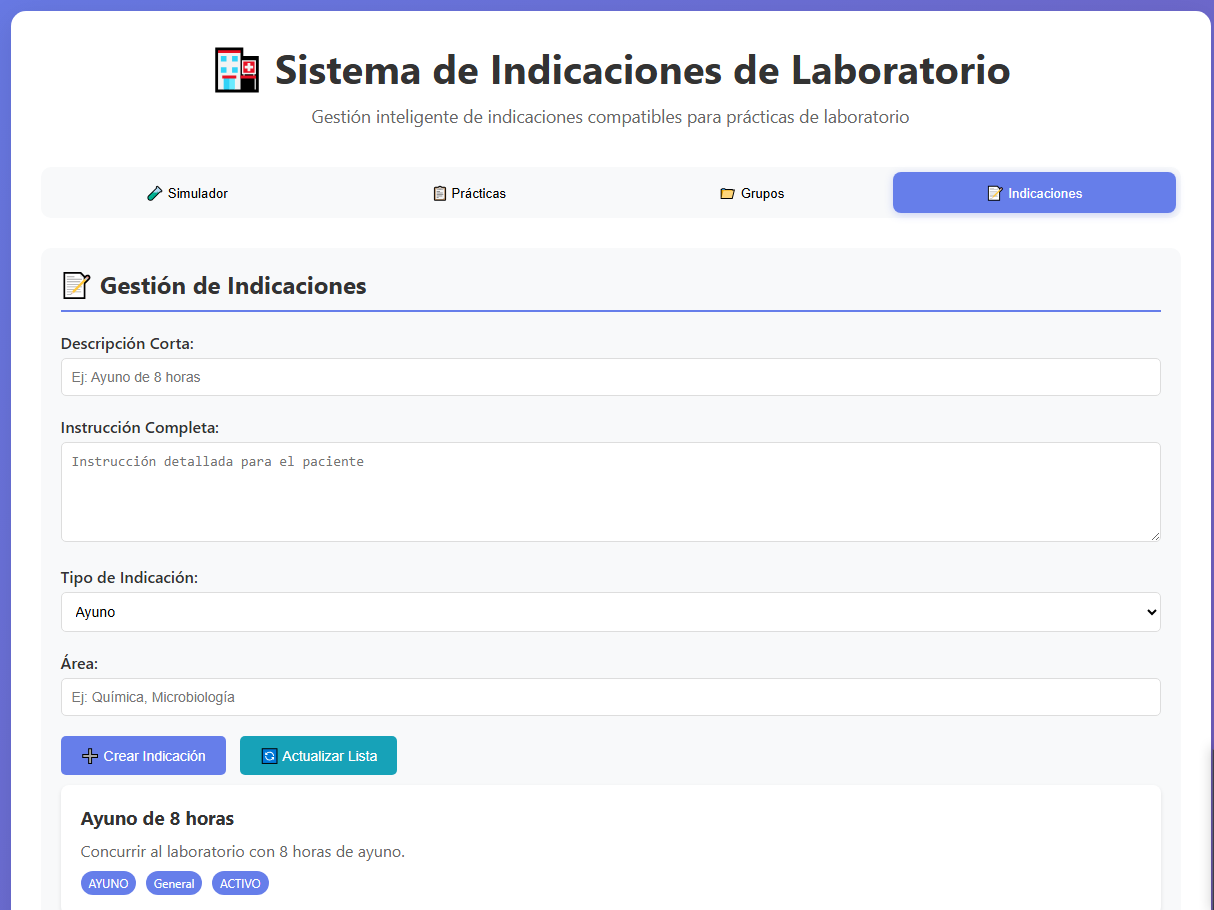 Sistema de Indicaciones de Laboratorio
Gestión inteligente de indicaciones compatibles para prácticas de laboratorio
Simulador
Prácticas
Grupos
Indicaciones
Gestión de Indicaciones
Descripción Corta:
Ej: Ayuno de 8 horas
Instrucción Completa:
Instrucción detallada para el paciente
Tipo de Indicación:
Ayuno
Área:
Ej: Química, Microbiología
Crear Indicación
Actualizar Lista
Ayuno de 8 horas
Concurrir al laboratorio con 8 horas de ayuno.
AYUNO
General
ACTIVO